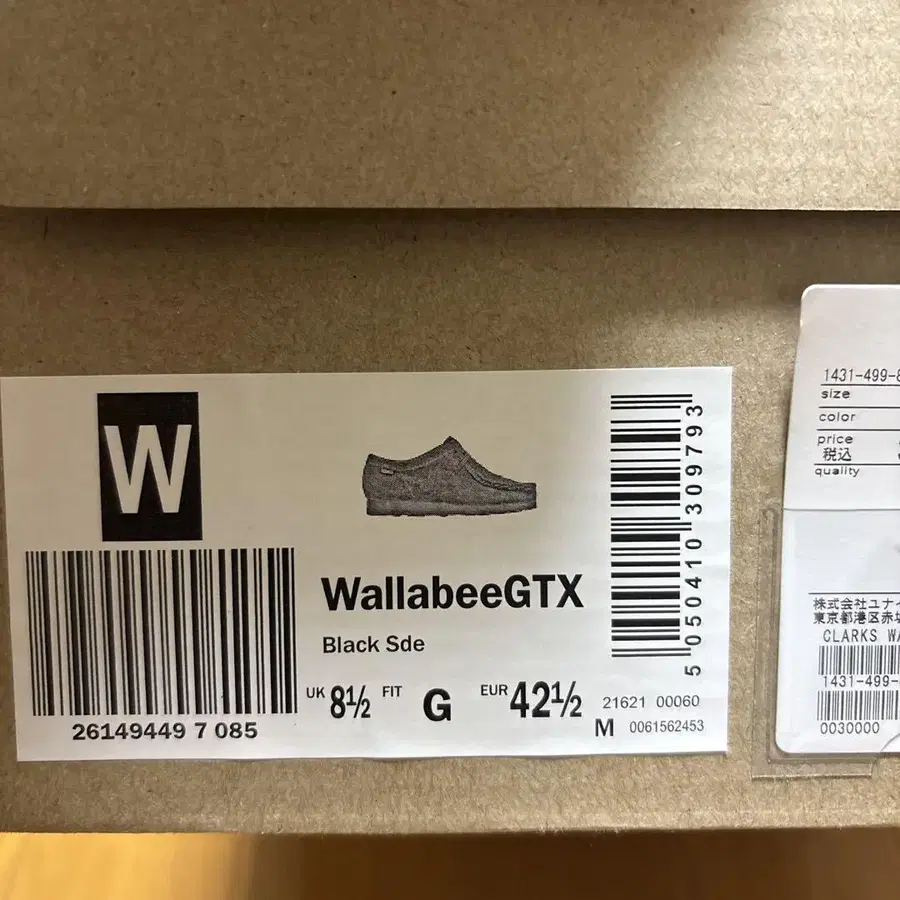 W
26149449 7 085
WallabeeGTX
Black Sde
UK 8½ FIT G EUR 42½
5 050410 309793
21621 00060
M 0061562453
1431-499-
size
color
price
税込
quality
株式会社ユナイ
東京都港区赤坂
CLARKS WA
1431-499-
0030000